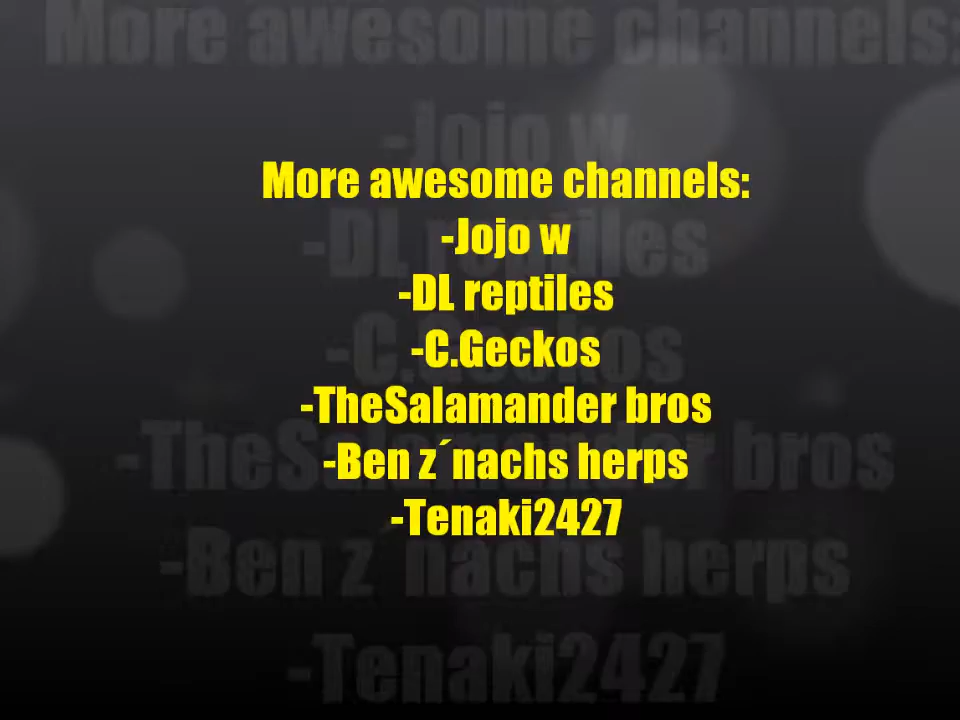 More awesome channels:
-Jojo w
-DL reptiles
-C.Geckos
-TheSalamander bros
-Ben z´nachs herps
-Tenaki2427